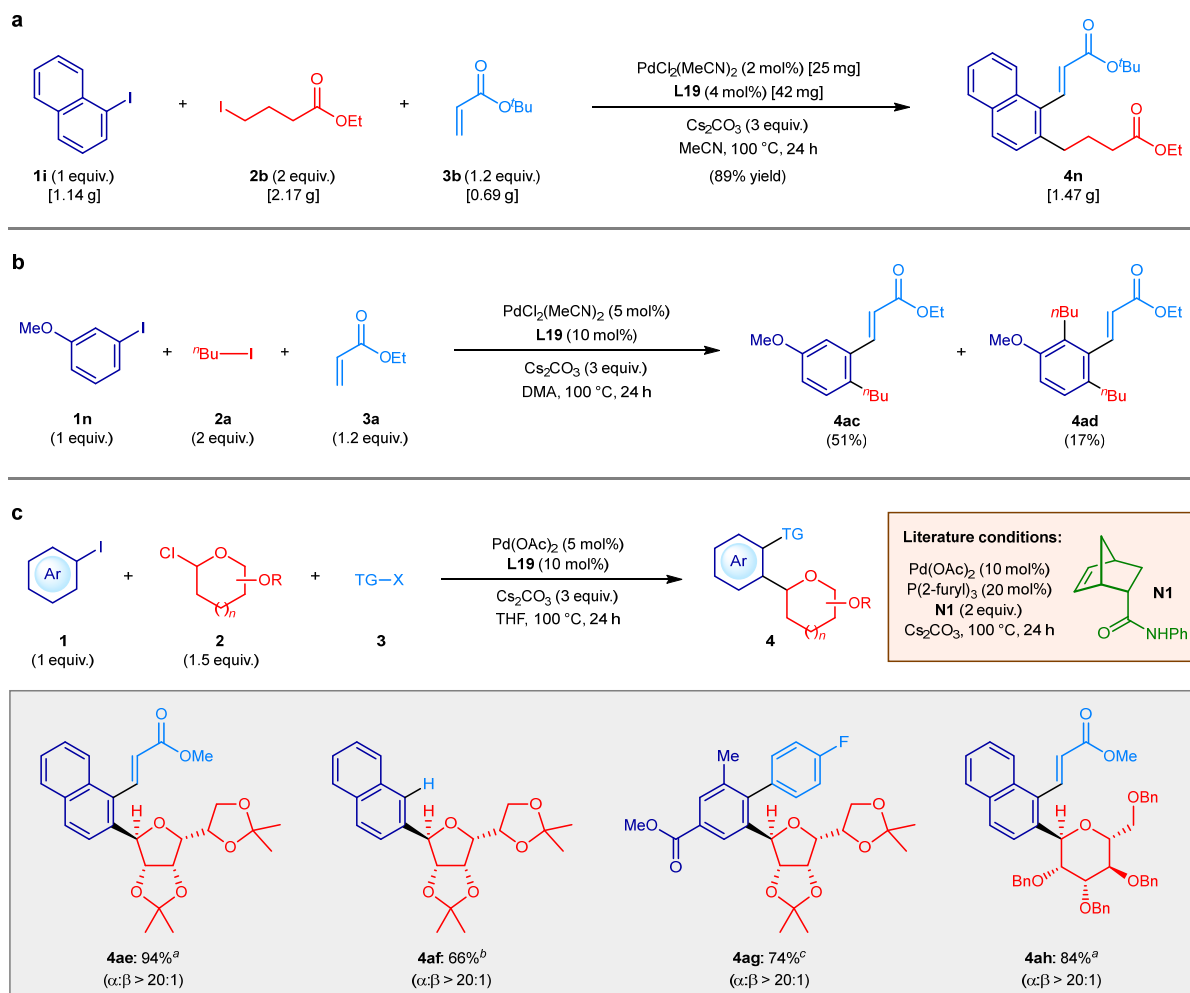 a
I
+
I
O
OEt
+
O
OᵗBu
PdCl₂(MeCN)₂ (2 mol%) [25 mg]
L19 (4 mol%) [42 mg]
Cs₂CO₃ (3 equiv.)
MeCN, 100 °C, 24 h
(89% yield)
O
OᵗBu
O
OEt
1i (1 equiv.)
[1.14 g]
2b (2 equiv.)
[2.17 g]
3b (1.2 equiv.)
[0.69 g]
4n
[1.47 g]
b
MeO
I
+
ⁿBu
I
+
O
OEt
PdCl₂(MeCN)₂ (5 mol%)
L19 (10 mol%)
Cs₂CO₃ (3 equiv.)
DMA, 100 °C, 24 h
MeO
O
OEt
ⁿBu
+
nBu
MeO
O
OEt
ⁿBu
1n
(1 equiv.)
2a
(2 equiv.)
3a
(1.2 equiv.)
4ac
(51%)
4ad
(17%)
c
Ar
I
+
Cl
O
OR
n
+
TG–X
Pd(OAc)₂ (5 mol%)
L19 (10 mol%)
Cs₂CO₃ (3 equiv.)
THF, 100 °C, 24 h
TG
Ar
O
OR
n
1
(1 equiv.)
2
(1.5 equiv.)
3
4
Literature conditions:
Pd(OAc)₂ (10 mol%)
P(2-furyl)₃ (20 mol%)
N1 (2 equiv.)
Cs₂CO₃, 100 °C, 24 h
N1
O
NHPh
O
OMe
H
O
O
O
O
O
4ae: 94%ᵃ
(α:β > 20:1)
H
H
O
O
O
O
O
4af: 66%ᵇ
(α:β > 20:1)
Me
F
MeO
O
H
O
O
O
O
O
4ag: 74%ᶜ
(α:β > 20:1)
O
OMe
H
O
OBn
BnO
OBn
OBn
4ah: 84%ᵃ
(α:β > 20:1)